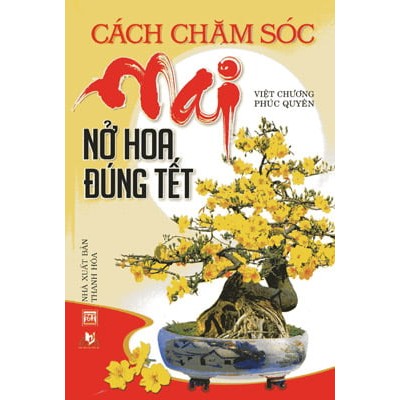 CÁCH CHĂM SÓC
Mai
VIỆT CHƯƠNG
PHÚC QUYÊN
NỞ HOA
ĐÚNG TẾT
NHÀ XUẤT BẢN
THANH HÓA